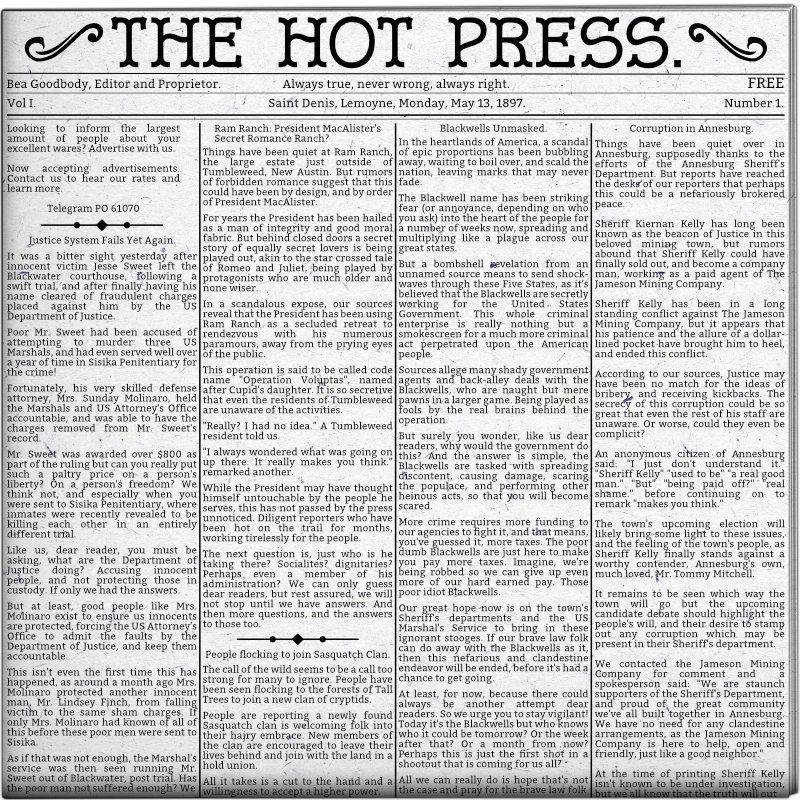 THE HOT PRESS.
Bea Goodbody, Editor and Proprietor.
Always true, never wrong, always right.
FREE
Vol I.
Saint Denis, Lemoyne, Monday, May 13, 1897.
Number 1.
Looking to inform the largest
amount of people about your
excellent wares? Advertise with us.
Now accepting advertisements.
Contact us to hear our rates and
learn more.
Telegram PO 61070
Justice System Fails Yet Again.
It was a bitter sight yesterday after
innocent victim Jesse Sweet left the
Blackwater courthouse, following a
swift trial, and after finally having his
name cleared of fraudulent charges
placed against him by the US
Department of Justice.
Poor Mr. Sweet had been accused of
attempting to murder three US
Marshals, and had even served well over
a year of time in Sisika Penitentiary for
the crime!
Fortunately, his very skilled defense
attorney, Mrs. Sunday Molinaro, held
the Marshals and US Attorney's Office
accountable, and was able to have the
charges removed from Mr. Sweet's
record.
Mr. Sweet was awarded over $800 as
part of the ruling but can you really put
such a paltry price on a person's
liberty? On a person's freedom? We
think not, and especially when you
were sent to Sisika Penitentiary, where
inmates were recently revealed to be
killing each other in an entirely
different trial.
Like us, dear reader, you must be
asking, what are the Department of
Justice doing? Accusing innocent
people, and not protecting those in
custody. If only we had the answers.
But at least, good people like Mrs.
Molinaro exist to ensure us innocents
are protected, forcing the US Attorney's
Office to admit the faults by the
Department of Justice, and keep them
accountable.
This isn't even the first time this has
happened, as around a month ago Mrs.
Molinaro protected another innocent
man, Mr. Lindsey Finch, from falling
victim to the same sham charges. If
only Mrs. Molinaro had known of all of
this before these poor men were sent to
Sisika.
As if that was not enough, the Marshal's
service was then seen running Mr.
Sweet out of Blackwater, post trial. Has
the poor man not suffered enough? We
Ram Ranch: President MacAlister's
Secret Romance Ranch?
Things have been quiet at Ram Ranch,
the large estate just outside of
Tumbleweed, New Austin. But rumors
of forbidden romance suggest that this
could have been by design, and by order
of President MacAlister.
For years the President has been hailed
as a man of integrity and good moral
fabric. But behind closed doors a secret
story of equally secret lovers is being
played out, akin to the star crossed tale
of Romeo and Juliet, being played by
protagonists who are much older and
none wiser.
In a scandalous expose, our sources
reveal that the President has been using
Ram Ranch, as a secluded retreat to
rendezvous with his numerous
paramours, away from the prying eyes
of the public.
This operation is said to be called code
name "Operation Voluptas", named
after Cupid's daughter. It is so secretive
that even the residents of Tumbleweed
are unaware of the activities.
"Really? I had no idea." A Tumbleweed
resident told us.
"I always wondered what was going on
up there. It really makes you think."
remarked another.
While the President may have thought
himself untouchable by the people he
serves, this has not passed by the press
unnoticed. Diligent reporters who have
been hot on the trail for months,
working tirelessly for the people.
The next question is, just who is he
taking there? Socialites? dignitaries?
Perhaps even a member of his
administration? We can only guess
dear readers, but rest assured, we will
not stop until we have answers. And
then more questions, and the answers
to those too.
People flocking to join Sasquatch Clan.
The call of the wild seems to be a call too
strong for many to ignore. People have
been seen flocking to the forests of Tall
Trees to join a new clan of cryptids.
People are reporting a newly found
Sasquatch clan is welcoming folk into
their hairy embrace. New members of
the clan are encouraged to leave their
lives behind and join with the land in a
hold union.
All it takes is a cut to the hand and a
willingness to accept a higher power.
Blackwells Unmasked.
In the heartlands of America, a scandal
of epic proportions has been bubbling
away, waiting to boil over, and scald the
nation, leaving marks that may never
fade.
The Blackwell name has been striking
fear (or annoyance, depending on who
you ask) into the heart of the people for
a number of weeks now, spreading and
multiplying like a plague across our
great states.
But a bombshell revelation from an
unnamed source means to send shock-
waves through these Five States, as it's
believed that the Blackwells are secretly
working for the United States
Government. This whole criminal
enterprise is really nothing but a
smokescreen for a much more criminal
act perpetrated upon the American
people.
Sources allege many shady government
agents and back-alley deals with the
Blackwells, who are naught but mere
pawns in a larger game. Being played as
fools by the real brains behind the
operation.
But surely you wonder, like us dear
readers, why would the government do
this? And the answer is simple, the
Blackwells are tasked with spreading
discontent, causing damage, scaring
the populace, and performing other
heinous acts, so that you will become
scared.
More crime requires more funding to
our agencies to fight it, and that means,
you've guessed it, more taxes. The poor
dumb Blackwells are just here to make
you pay more taxes. Imagine, we're
being robbed so we can give up even
more of our hard earned pay. Those
poor idiot Blackwells.
Our great hope now is on the town's
Sheriff's departments and the US
Marshal's Service to bring in these
ignorant stooges. If our brave law folk
can do away with the Blackwells as it,
then this nefarious and clandestine
endeavor will be ended, before it's had a
chance to get going.
At least, for now, because there could
always be another attempt dear
readers. So we urge you to stay vigilant!
Today it's the Blackwells but who knows
who it could be tomorrow? Or the week
after that? Or a month from now?
Perhaps this is just the first shot in a
shootout that is coming for us all?.
All we can really do is hope that's not
the case and pray for the brave law folk
Corruption in Annesburg.
Things have been quiet over in
Annesburg, supposedly thanks to the
efforts of the Annesburg Sheriff's
Department. But reports have reached
the desks of our reporters that perhaps
this could be a nefariously brokered
peace.
Sheriff Kiernan Kelly has long been
known as the beacon of Justice in this
beloved mining town, but rumors
abound that Sheriff Kelly could have
finally sold out, and become a company
man, working as a paid agent of The
Jameson Mining Company.
Sheriff Kelly has been in a long
standing conflict against The Jameson
Mining Company, but it appears that
his patience and the allure of a dollar-
lined pocket have brought him to heel,
and ended this conflict.
According to our sources, Justice may
have been no match for the ideas of
bribery, and receiving kickbacks. The
secrecy of this corruption could be so
great that even the rest of his staff are
unaware. Or worse, could they even be
complicit?
An anonymous citizen of Annesburg
said: "I just don't understand it."
"Sheriff Kelly" "used to be" "a real good
man." "But" "being paid off?" "real
shame." before continuing on to
remark "makes you think."
The town's upcoming election will
likely bring some light to these issues,
and the feeling of the town's people, as
Sheriff Kelly finally stands against a
worthy contender, Annesburg's own,
much loved, Mr. Tommy Mitchell.
It remains to be seen which way the
town will go but the upcoming
candidate debate should highlight the
people's will, and their desire to stamp
out any corruption which may be
present in their Sheriff's department.
We contacted the Jameson Mining
Company for comment and a
spokesperson said: "We are staunch
supporters of the Sheriff's Department,
and proud of the great community
we've all built together in Annesburg.
We have no need for any clandestine
arrangements, as the Jameson Mining
Company is here to help, open and
friendly, just like a good neighbor."
At the time of printing Sheriff Kelly
isn't known to be under investigation,
but we all know that the truth will out